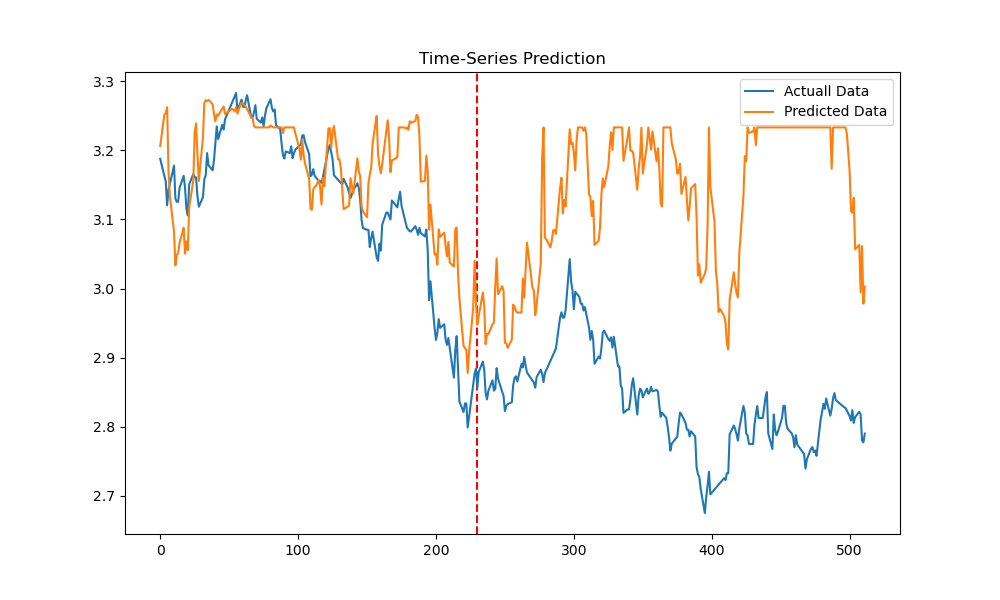 Time-Series Prediction
Actuall Data
Predicted Data
3.3
3.2
3.1
3.0
2.9
2.8
2.7
0 100 200 300 400 500